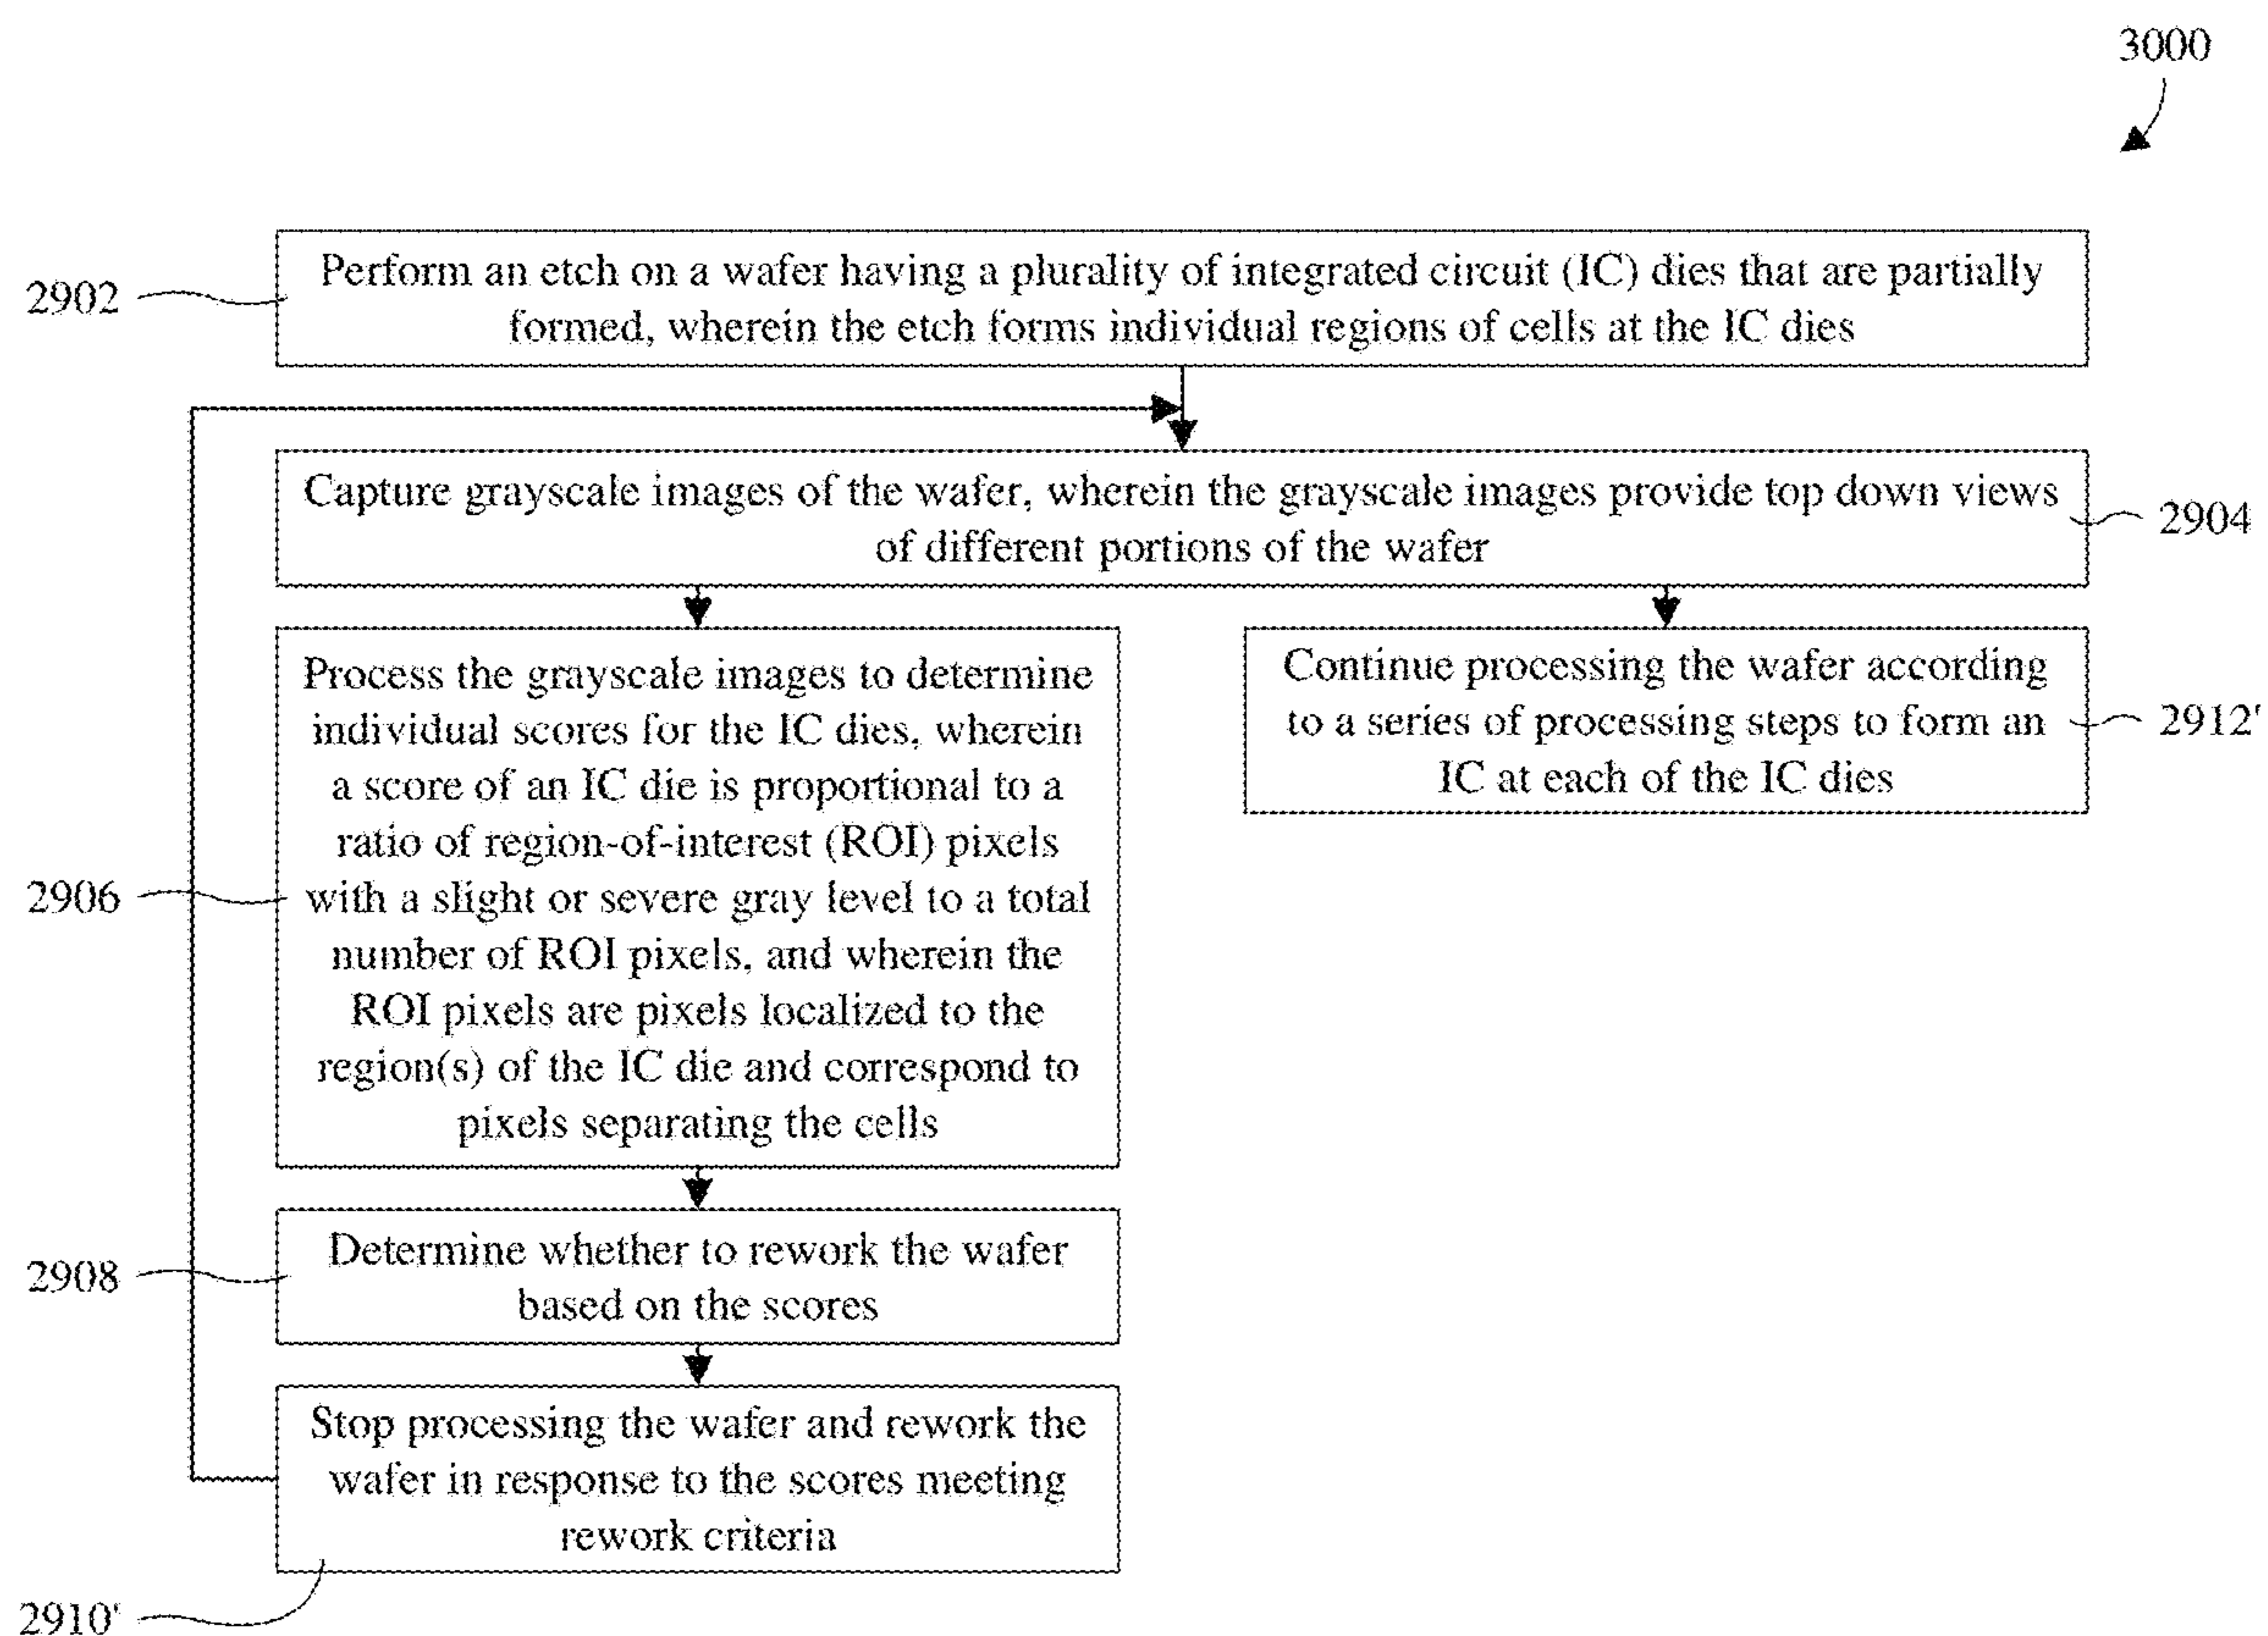 3000
2902
Perform an etch on a wafer having a plurality of integrated circuit (IC) dies that are partially
formed, wherein the etch forms individual regions of cells at the IC dies
Capture grayscale images of the wafer, wherein the grayscale images provide top down views
of different portions of the wafer
2904
Process the grayscale images to determine
individual scores for the IC dies, wherein
a score of an IC die is proportional to a
ratio of region-of-interest (ROI) pixels
with a slight or severe gray level to a total
number of ROI pixels, and wherein the
ROI pixels are pixels localized to the
region(s) of the IC die and correspond to
pixels separating the cells
2906
Continue processing the wafer according
to a series of processing steps to form an
IC at each of the IC dies
2912'
2908
Determine whether to rework the wafer
based on the scores
Stop processing the wafer and rework the
wafer in response to the scores meeting
rework criteria
2910'